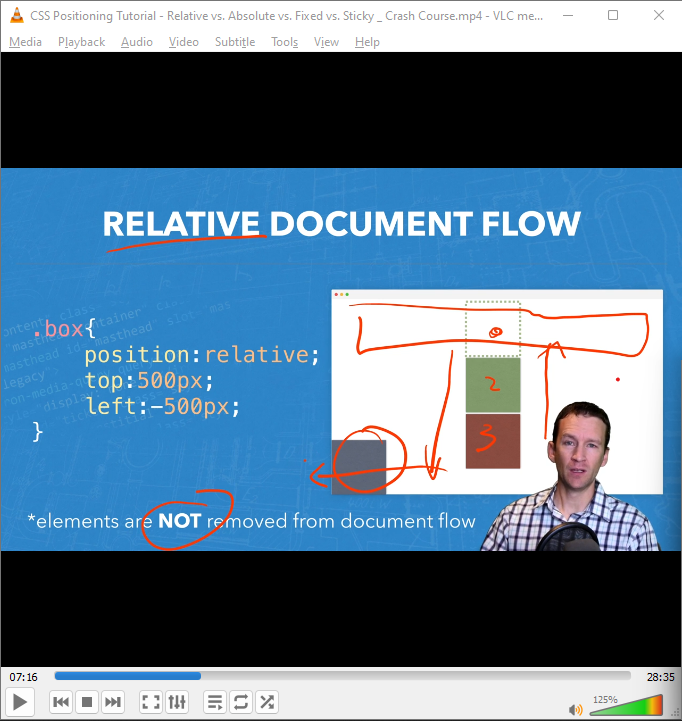 CSS Positioning Tutorial - Relative vs. Absolute vs. Fixed vs. Sticky _ Crash Course.mp4 - VLC me...
Media Playback Audio Video Subtitle Tools View Help
RELATIVE DOCUMENT FLOW
.box{
position:relative;
top:500px;
left:-500px;
}
2
3
*elements are NOT removed from document flow
07:16
28:35
125%